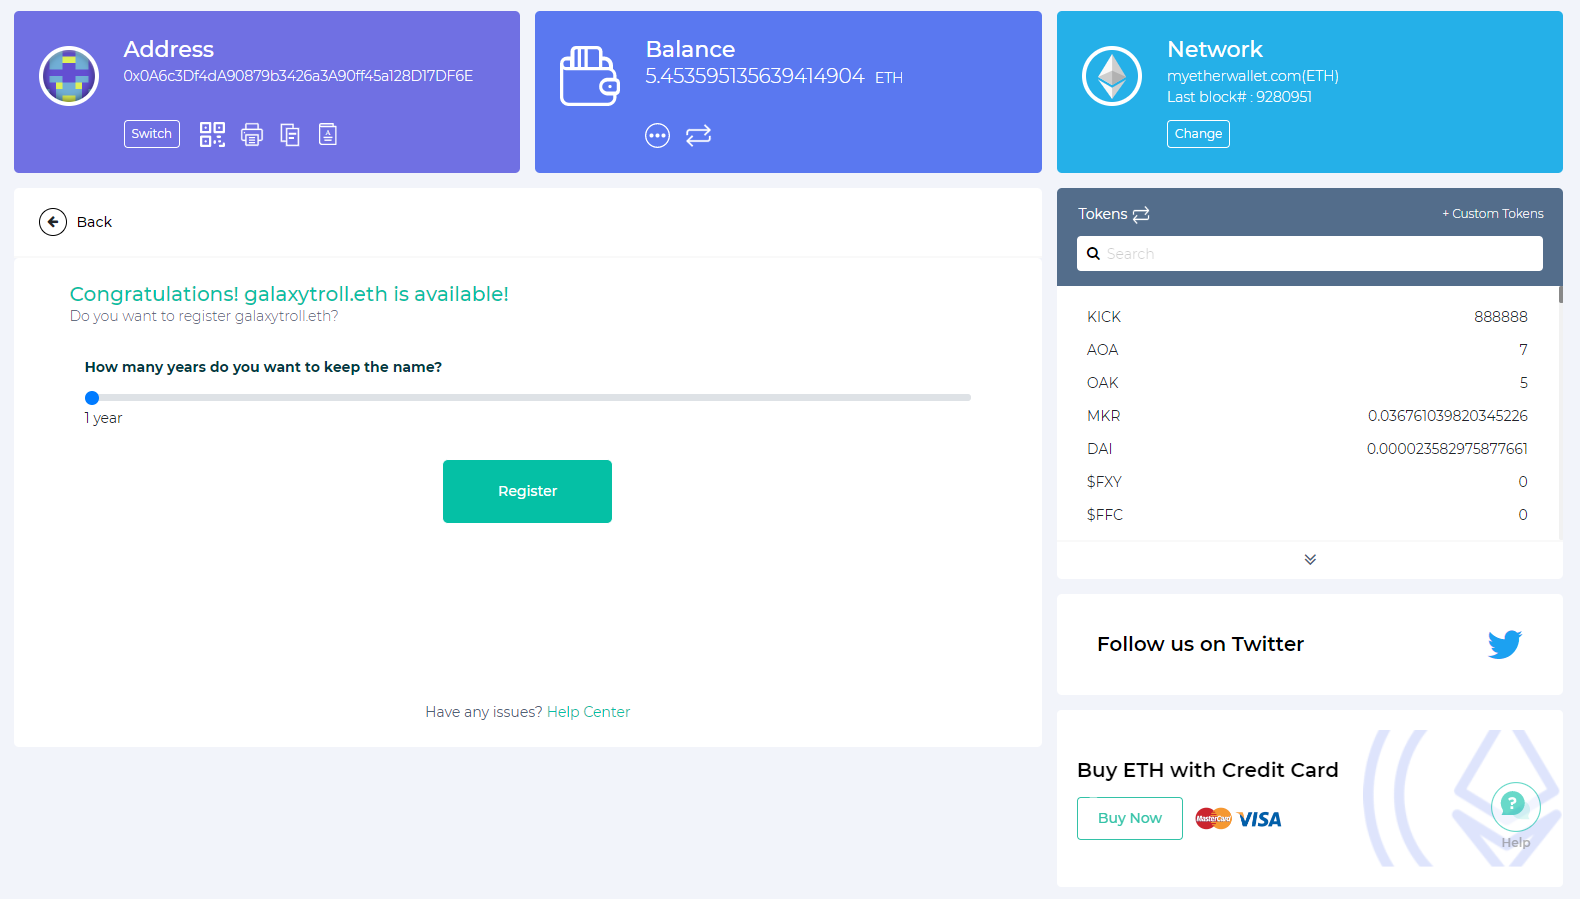 Address
0x0A6c3Df4dA90879b3426a3A90ff45a128D17DF6E
Switch
A
Balance
5.453595135639414904 ETH
Network
myetherwallet.com(ETH)
Last block# : 9280951
Change
Back
Congratulations! galaxytroll.eth is available!
Do you want to register galaxytroll.eth?
How many years do you want to keep the name?
1 year
Register
Have any issues? Help Center
Tokens
+ Custom Tokens
Search
KICK 888888
AOA 7
OAK 5
MKR 0.036761039820345226
DAI 0.000023582975877661
$FXY 0
$FFC 0
Follow us on Twitter
Buy ETH with Credit Card
Buy Now
MasterCard VISA
?
Help